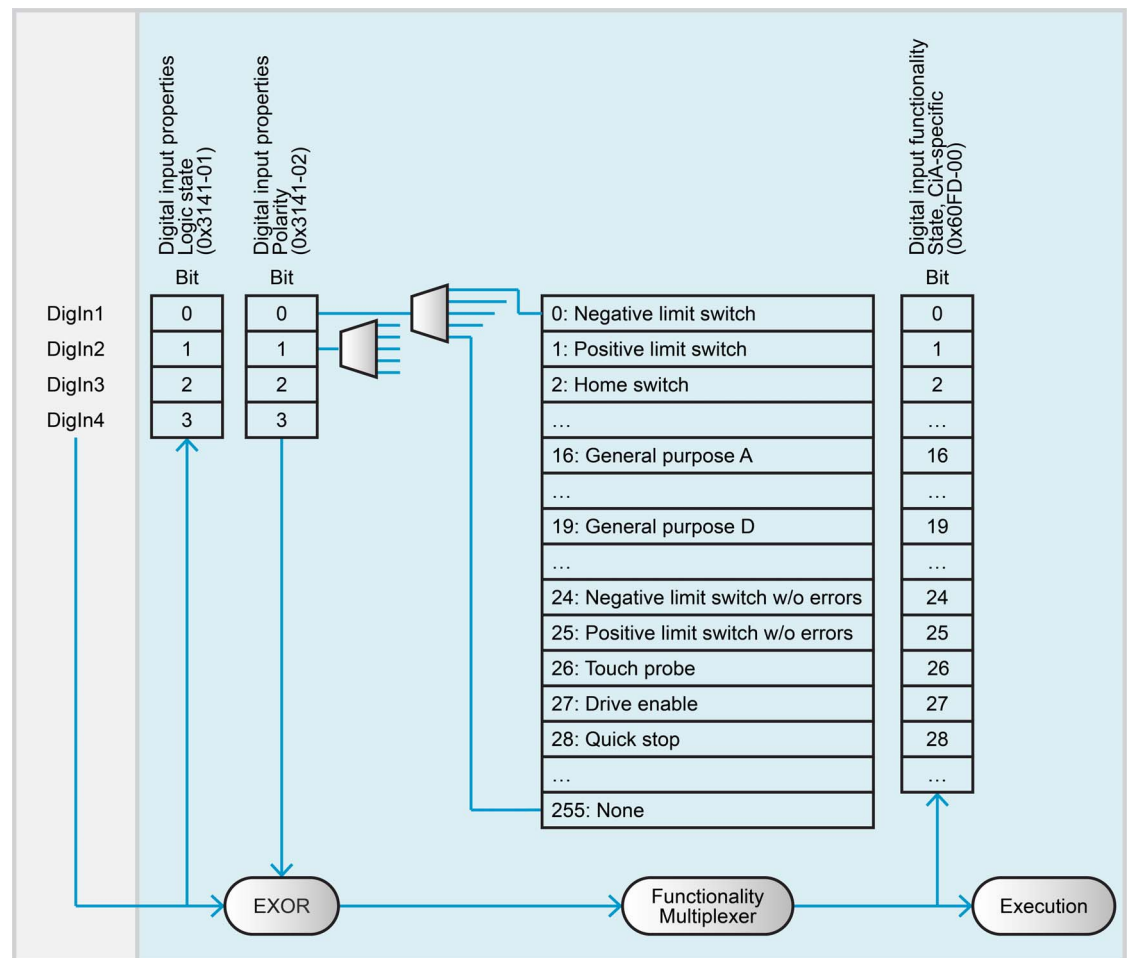 Digital input properties
Logic state
(0x3141-01)
Digital input properties
Polarity
(0x3141-02)
Digital input functionality
State, CiA-specific
(0x60FD-00)
Bit
Bit
Bit
DigIn1
0
0
0: Negative limit switch
0
DigIn2
1
1
1: Positive limit switch
1
DigIn3
2
2
2: Home switch
2
DigIn4
3
3
...
...
16: General purpose A
16
...
...
19: General purpose D
19
...
...
24: Negative limit switch w/o errors
24
25: Positive limit switch w/o errors
25
26: Touch probe
26
27: Drive enable
27
28: Quick stop
28
...
...
255: None
EXOR
Functionality
Multiplexer
Execution